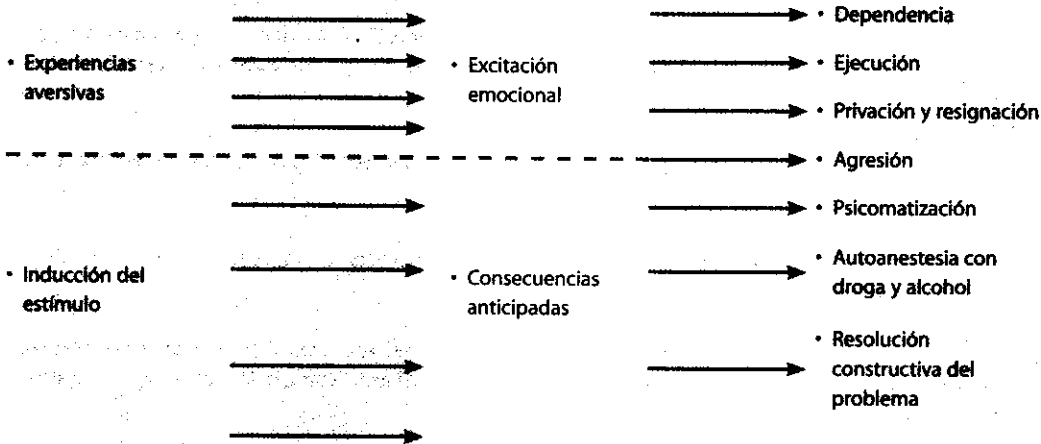 • Experiencias
aversivas
• Inducción del
estímulo
• Excitación
emocional
• Consecuencias
anticipadas
• Dependencia
• Ejecución
• Privación y resignación
• Agresión
• Psicomatización
• Autoanestesia con
droga y alcohol
• Resolución
constructiva del
problema